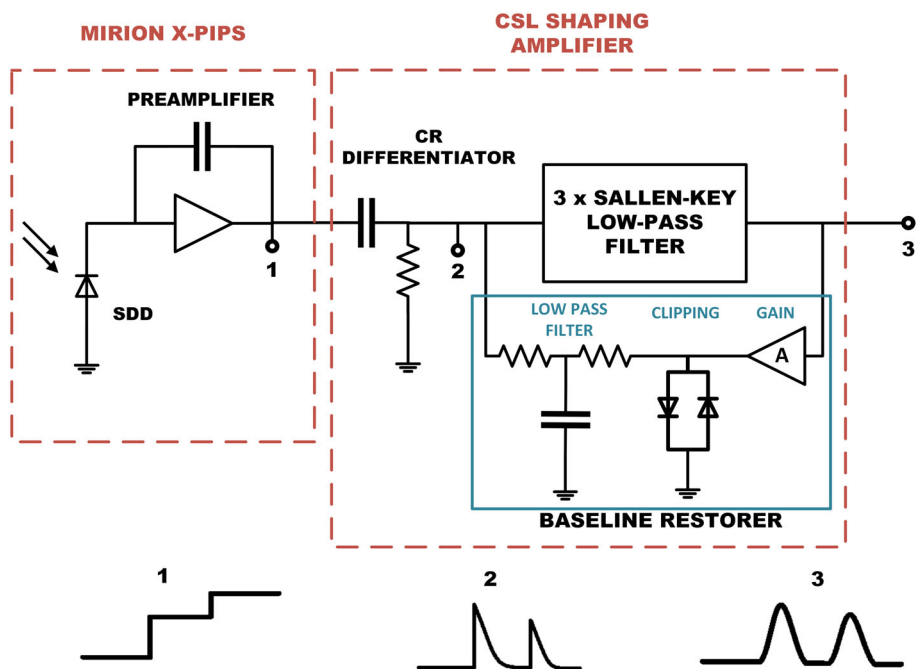 MIRION X-PIPS
CSL SHAPING
AMPLIFIER
PREAMPLIFIER
CR
DIFFERENTIATOR
3 x SALLEN-KEY
LOW-PASS
FILTER
1
2
3
SDD
LOW PASS
FILTER
CLIPPING
GAIN
A
BASELINE RESTORER
1
2
3